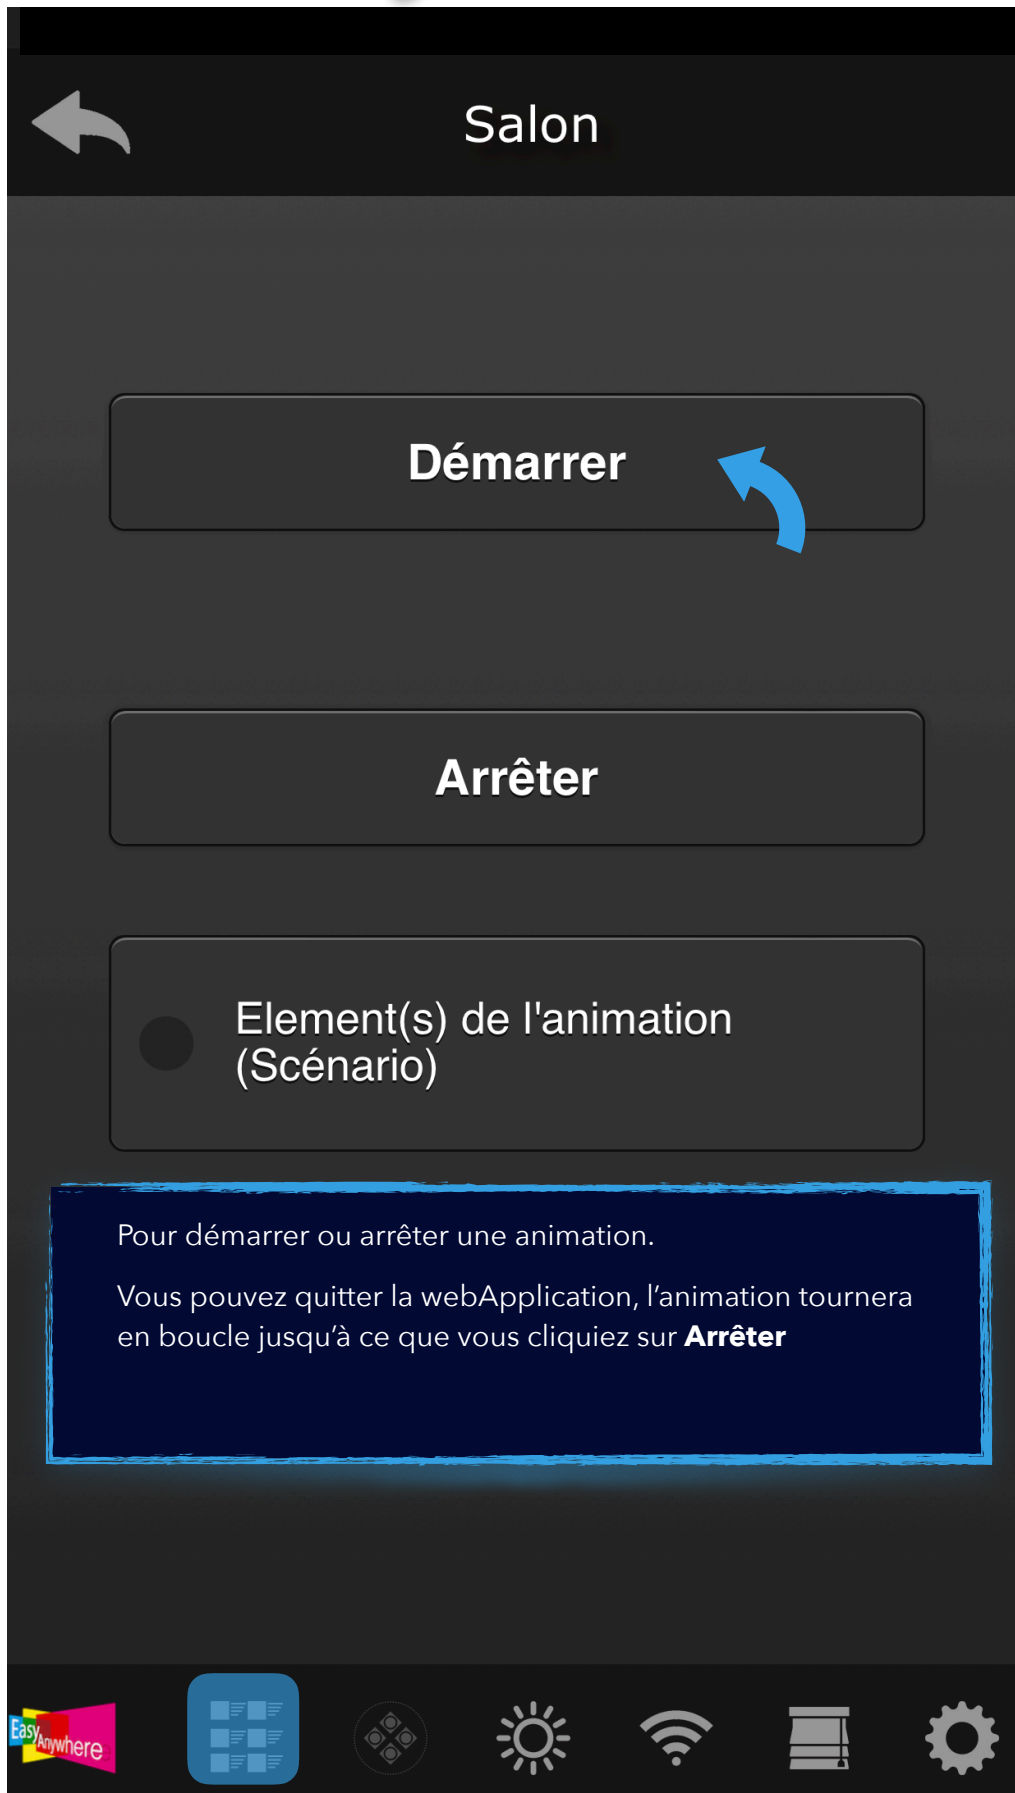 Salon
Démarrer
Arrêter
Element(s) de l'animation
(Scénario)
Pour démarrer ou arrêter une animation.
Vous pouvez quitter la webApplication, l’animation tournera
en boucle jusqu’à ce que vous cliquiez sur Arrêter
Easy
Anywhere